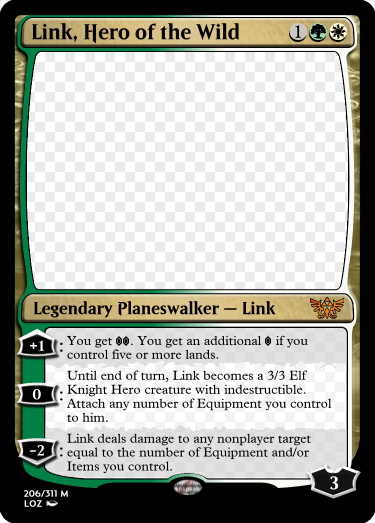 Link, Hero of the Wild 1
Legendary Planeswalker — Link
+1: You get . You get an additional if you
control five or more lands.
Until end of turn, Link becomes a 3/3 Elf
0: Knight Hero creature with indestructible.
Attach any number of Equipment you control
to him.
Link deals damage to any nonplayer target
-2: equal to the number of Equipment and/or
Items you control.
3
206/311 M
LOZ